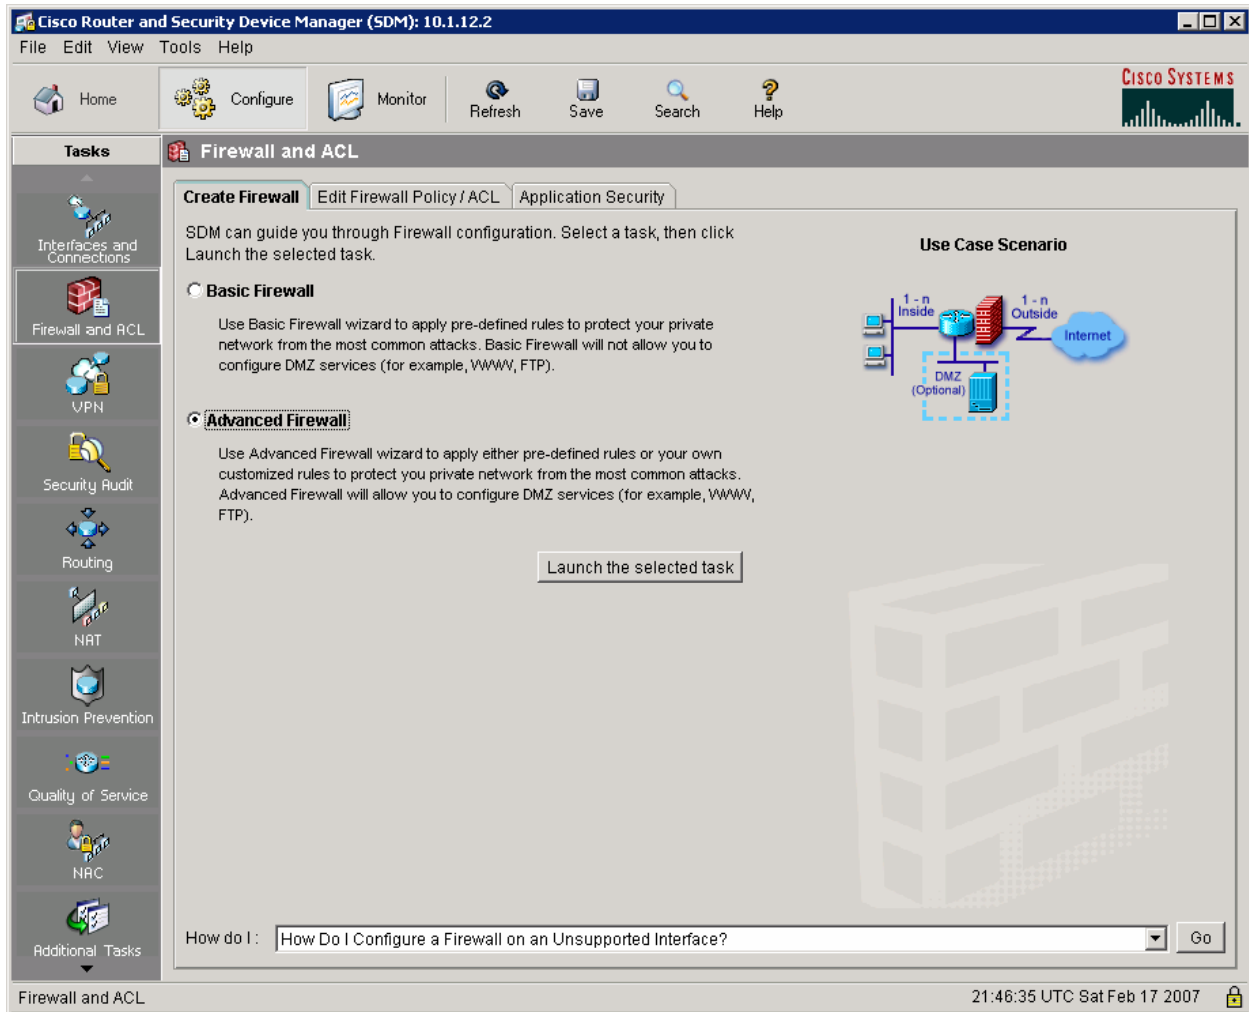 Cisco Router and Security Device Manager (SDM): 10.1.12.2
File Edit View Tools Help
Home Configure Monitor Refresh Save Search Help
CISCO SYSTEMS
Tasks
Firewall and ACL
Interfaces and
Connections
Firewall and ACL
VPN
Security Audit
Routing
NAT
Intrusion Prevention
Quality of Service
NAC
Additional Tasks
Create Firewall Edit Firewall Policy / ACL Application Security
SDM can guide you through Firewall configuration. Select a task, then click
Launch the selected task.
Basic Firewall
Use Basic Firewall wizard to apply pre-defined rules to protect your private
network from the most common attacks. Basic Firewall will not allow you to
configure DMZ services (for example, WWW, FTP).
Advanced Firewall
Use Advanced Firewall wizard to apply either pre-defined rules or your own
customized rules to protect you private network from the most common attacks.
Advanced Firewall will allow you to configure DMZ services (for example, WWW,
FTP).
Launch the selected task
Use Case Scenario
1 - n
Inside
1 - n
Outside
Internet
DMZ
(Optional)
How do I : How Do I Configure a Firewall on an Unsupported Interface? Go
Firewall and ACL 21:46:35 UTC Sat Feb 17 2007